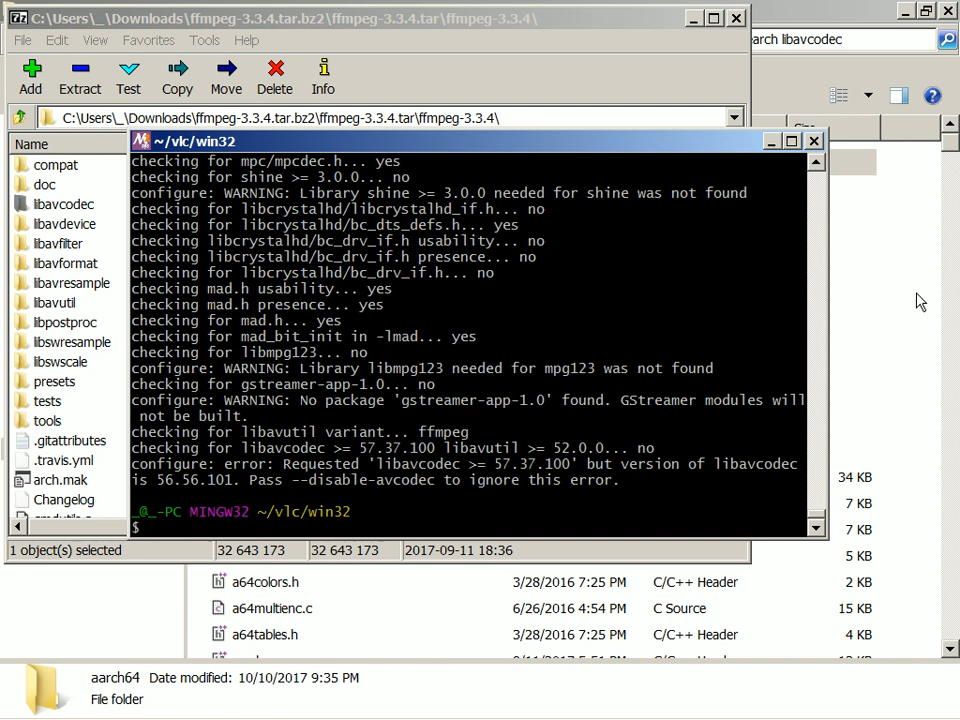 C:\Users\_\Downloads\ffmpeg-3.3.4.tar.bz2\ffmpeg-3.3.4.tar\ffmpeg-3.3.4\
File Edit View Favorites Tools Help
arch libavcodec
Add Extract Test Copy Move Delete Info
C:\Users\_\Downloads\ffmpeg-3.3.4.tar.bz2\ffmpeg-3.3.4.tar\ffmpeg-3.3.4\
Name
compat
doc
libavcodec
libavdevice
libavfilter
libavformat
libavresample
libavutil
libpostproc
libswresample
libswscale
presets
tests
tools
.gitattributes
.travis.yml
arch.mak
Changelog
~/vlc/win32
checking for mpc/mpcdec.h... yes
checking for shine >= 3.0.0... no
configure: WARNING: Library shine >= 3.0.0 needed for shine was not found
checking for libcrystalhd/libcrystalhd_if.h... no
checking for libcrystalhd/bc_dts_defs.h... yes
checking libcrystalhd/bc_drv_if.h usability... no
checking libcrystalhd/bc_drv_if.h presence... no
checking for libcrystalhd/bc_drv_if.h... no
checking mad.h usability... yes
checking mad.h presence... yes
checking for mad.h... yes
checking for mad_bit_init in -lmad... yes
checking for libmpg123... no
configure: WARNING: Library libmpg123 needed for mpg123 was not found
checking for gstreamer-app-1.0... no
configure: WARNING: No package 'gstreamer-app-1.0' found. GStreamer modules will
not be built.
checking for libavutil variant... ffmpeg
checking for libavcodec >= 57.37.100 libavutil >= 52.0.0... no
configure: error: Requested 'libavcodec >= 57.37.100' but version of libavcodec
is 56.56.101. Pass --disable-avcodec to ignore this error.
_@_-PC MINGW32 ~/vlc/win32
$
1 object(s) selected 32 643 173 32 643 173 2017-09-11 18:36
34 KB
7 KB
7 KB
5 KB
a64colors.h 3/28/2016 7:25 PM C/C++ Header 2 KB
a64multienc.c 6/26/2016 4:54 PM C Source 15 KB
a64tables.h 3/28/2016 7:25 PM C/C++ Header 4 KB
aarch64 Date modified: 10/10/2017 9:35 PM
File folder